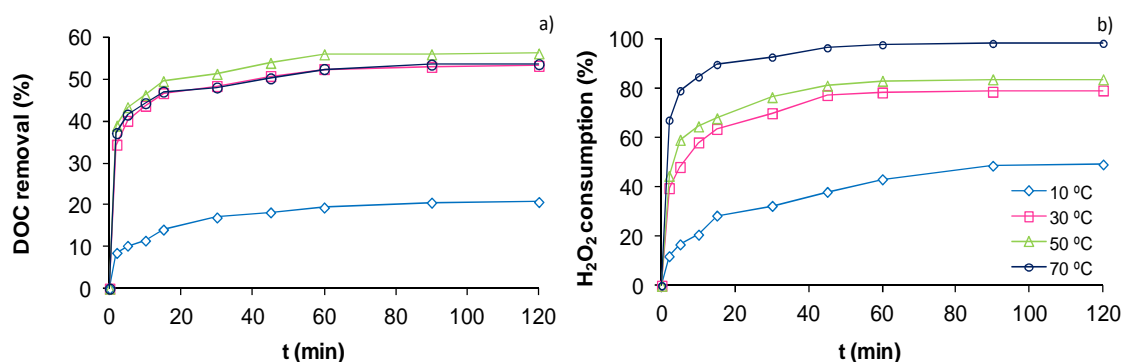 a)
DOC removal (%)
60
50
40
30
20
10
0
0 20 40 60 80 100 120
t (min)
b)
H₂O₂ consumption (%)
100
80
60
40
20
0
0 20 40 60 80 100 120
t (min)
10 ºC
30 ºC
50 ºC
70 ºC